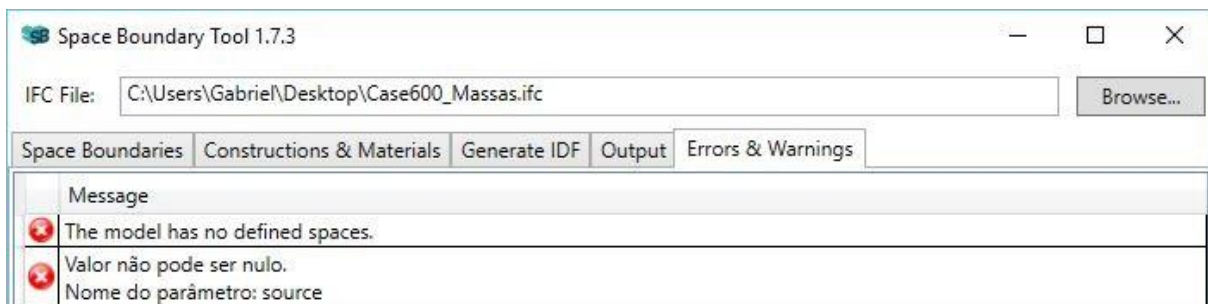 SB Space Boundary Tool 1.7.3
IFC File: C:\Users\Gabriel\Desktop\Case600_Massas.ifc Browse...
Space Boundaries Constructions & Materials Generate IDF Output Errors & Warnings
Message
The model has no defined spaces.
Valor não pode ser nulo.
Nome do parâmetro: source